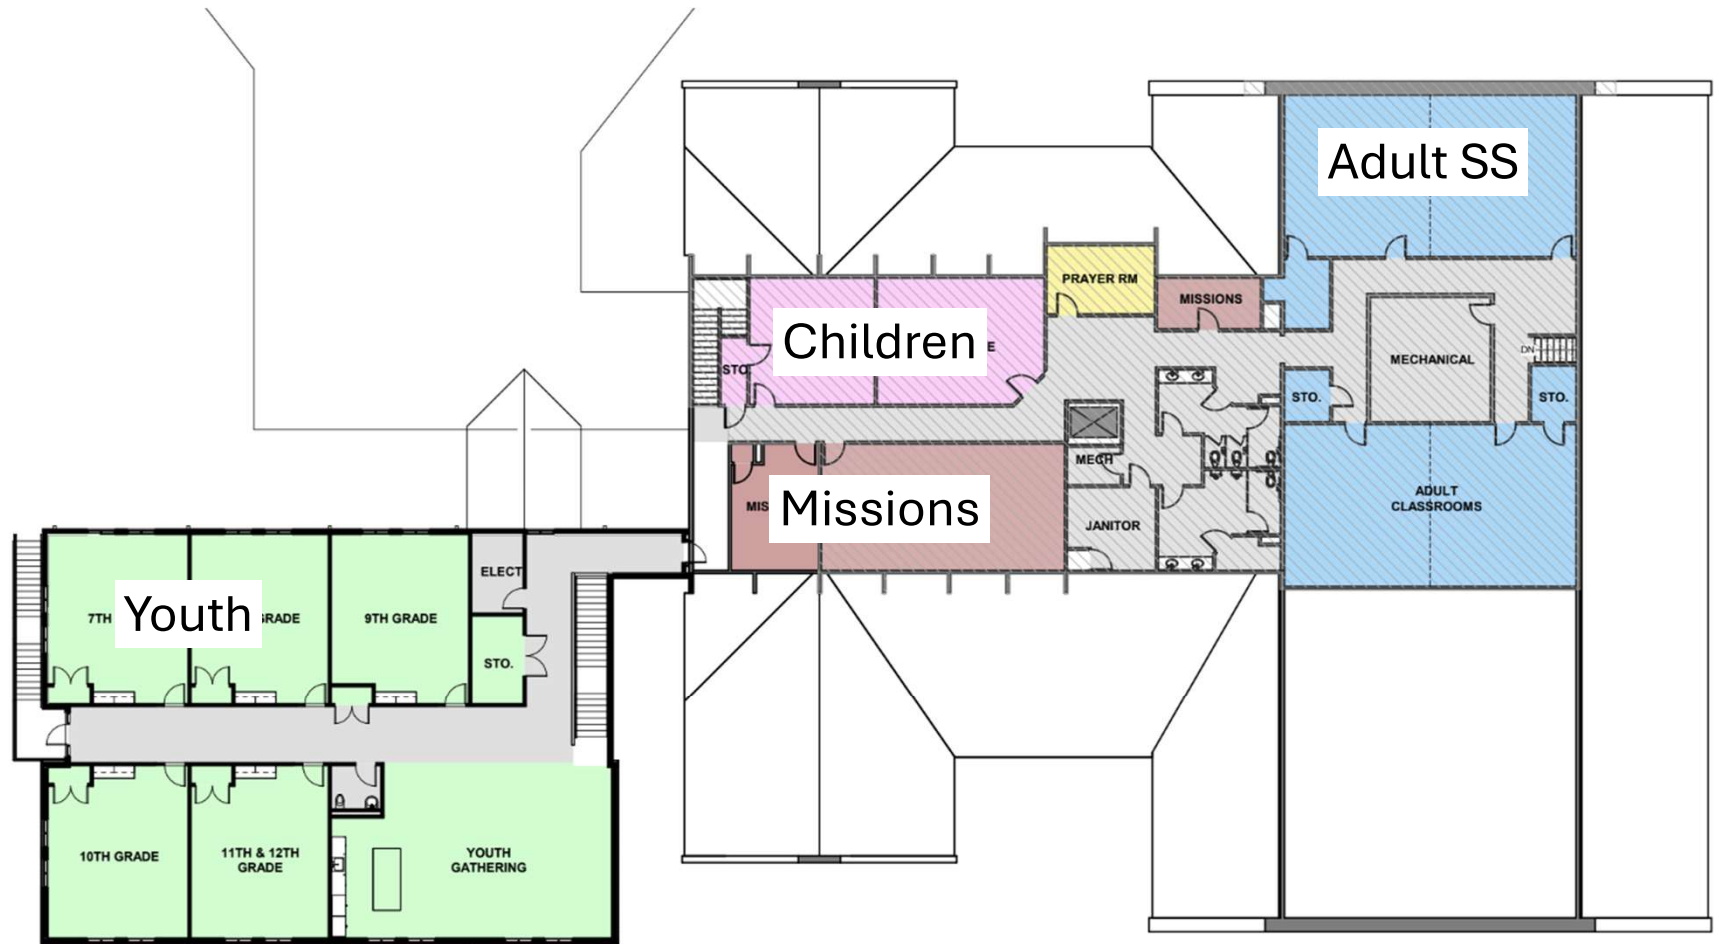 Adult SS
PRAYER RM
MISSIONS
Children
E
STO.
MECHANICAL
DN
STO.
STO.
MECH
MIS
Missions
ADULT
CLASSROOMS
JANITOR
ELECT
7TH
Youth
GRADE
9TH GRADE
STO.
10TH GRADE
11TH & 12TH
GRADE
YOUTH
GATHERING